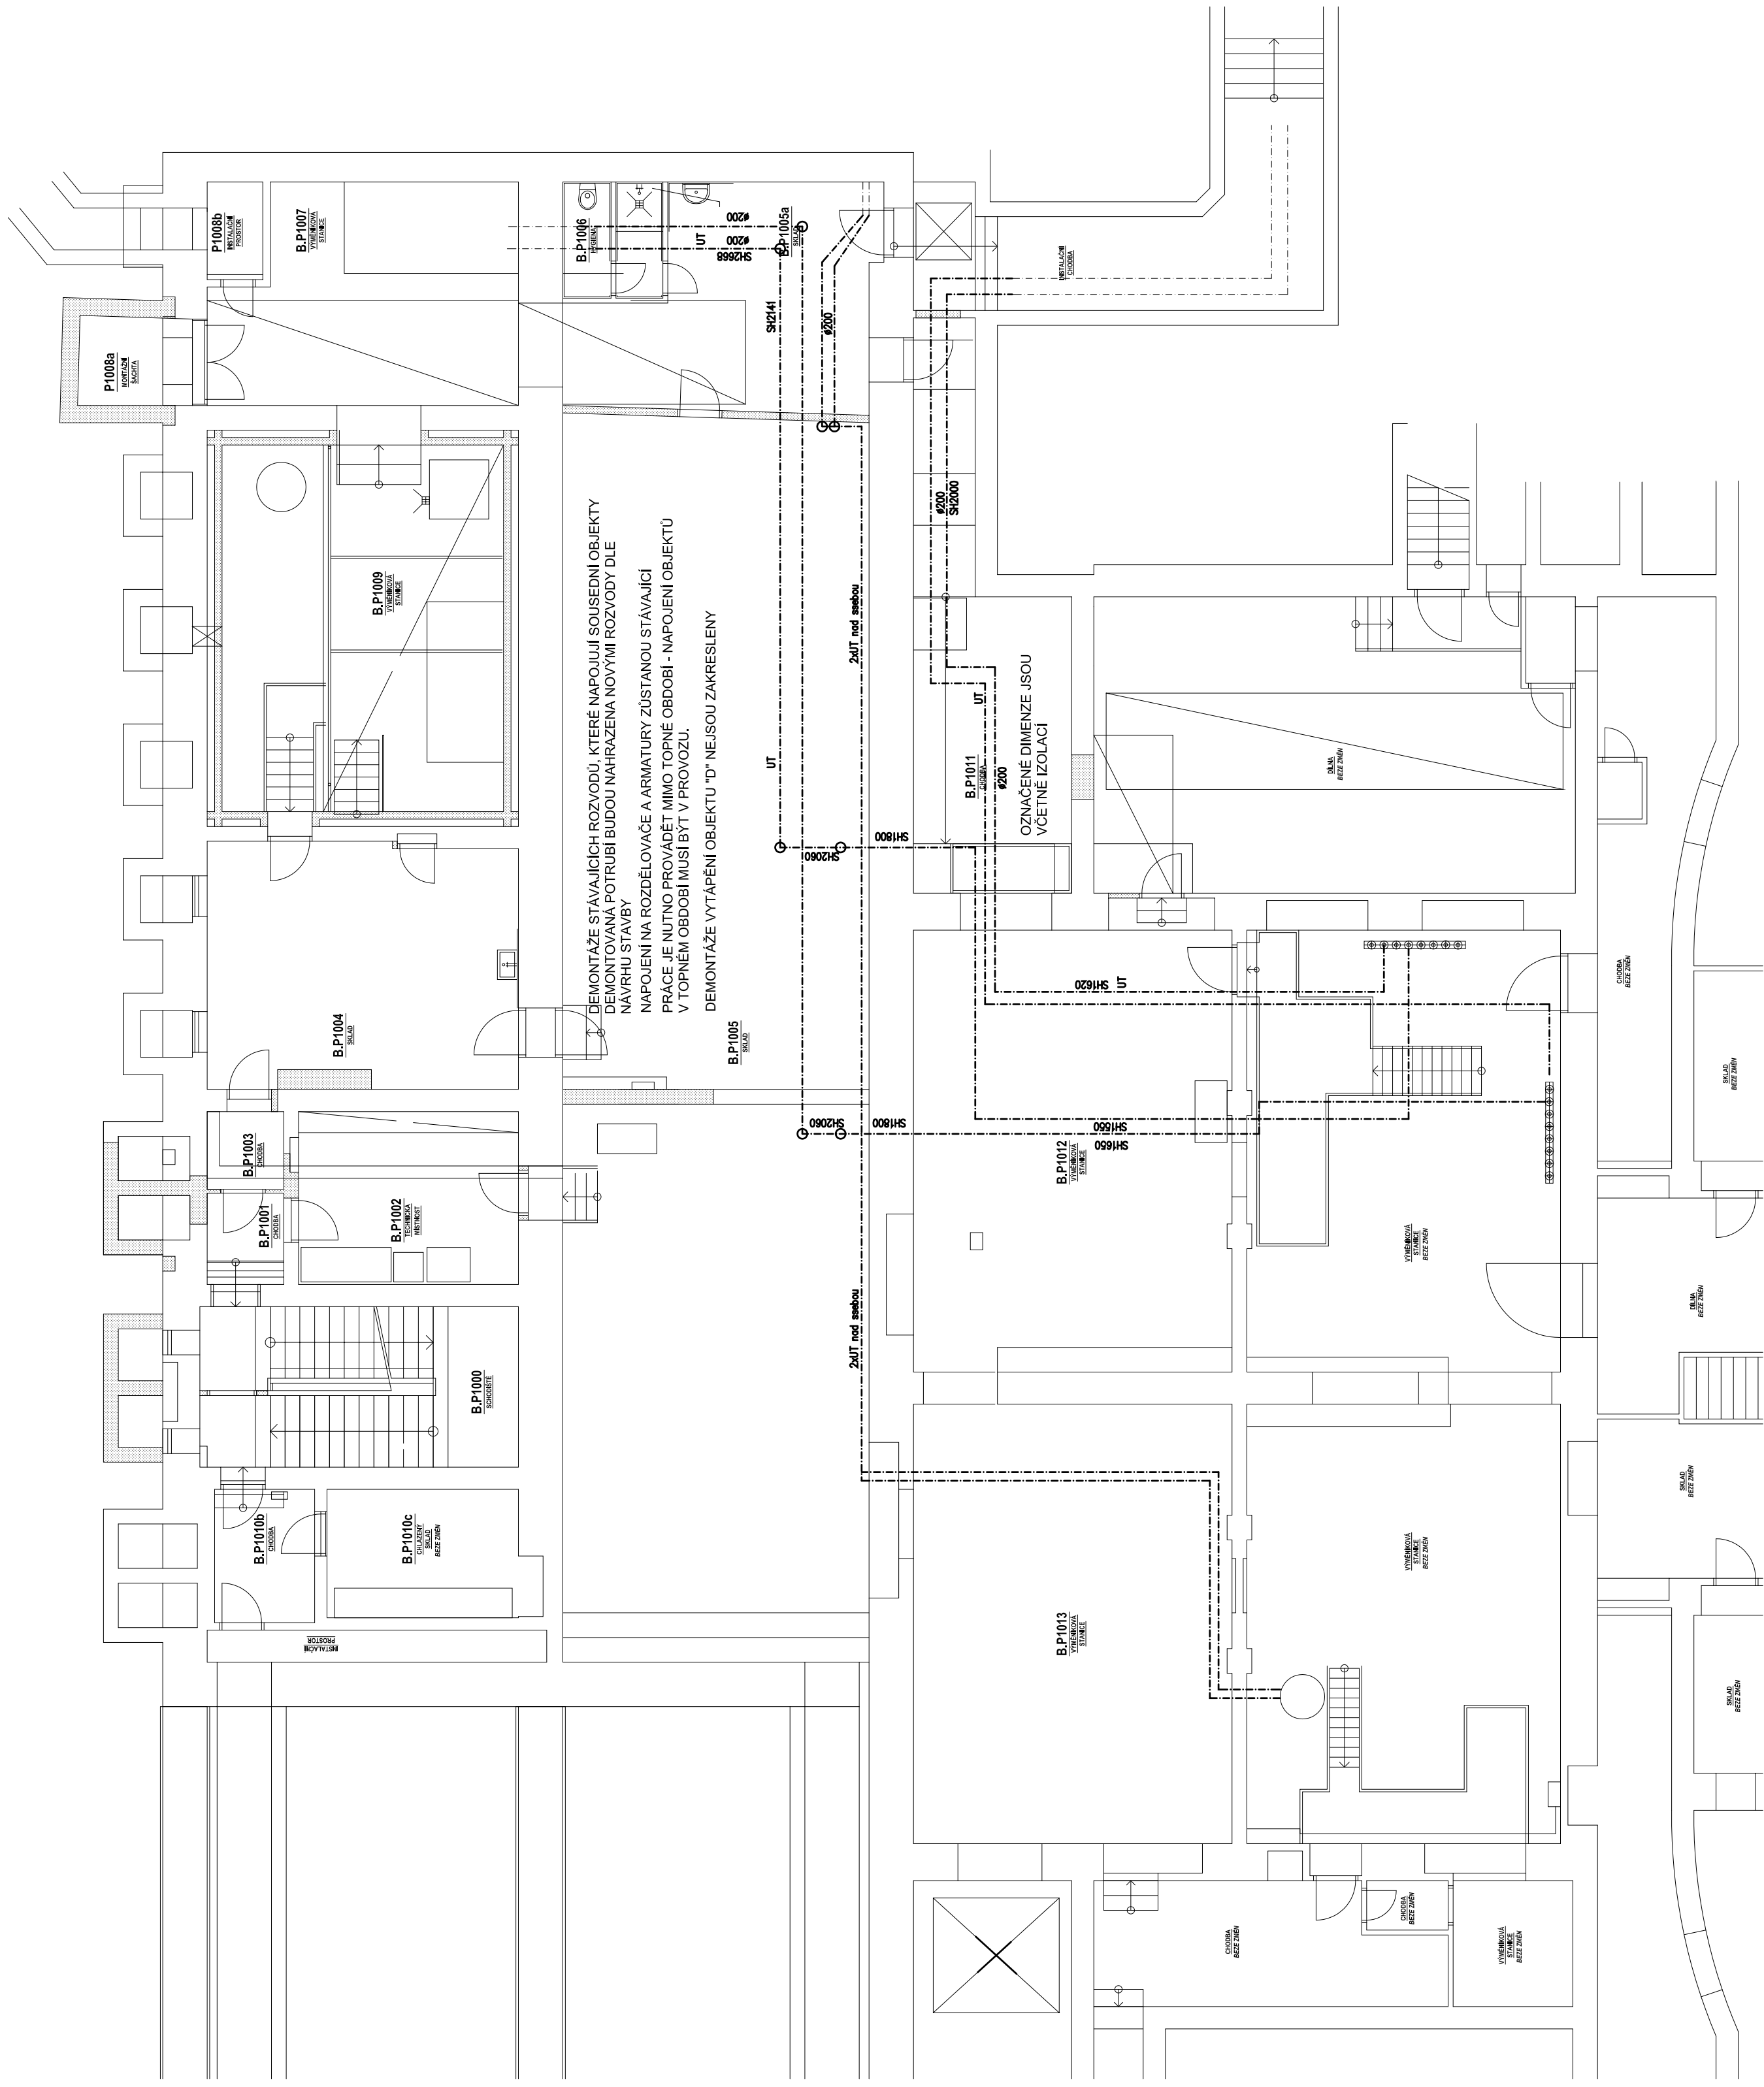 P1008a
MONTÁŽNÍ
ŠACHTA
P1008b
INSTALAČNÍ
PROSTOR
B.P1007
VÝMĚNÍKOVÁ
STANICE
B.P1006
HYGIENA
ø200
UT
ø200
SH2668
B.P1005a
SKLAD
SH2141
ø200
INSTALAČNÍ
CHODBA
B.P1009
VÝMĚNÍKOVÁ
STANICE
DEMONTÁŽE STÁVAJÍCÍCH ROZVODŮ, KTERÉ NAPOJUJÍ SOUSEDNÍ OBJEKTY
DEMONTOVANÁ POTRUBÍ BUDOU NAHRAZENA NOVÝMI ROZVODY DLE
NÁVRHU STAVBY
NAPOJENÍ NA ROZDĚLOVAČE A ARMATURY ZŮSTANOU STÁVAJÍCÍ
PRÁCE JE NUTNO PROVÁDĚT MIMO TOPNÉ OBDOBÍ - NAPOJENÍ OBJEKTŮ
V TOPNÉM OBDOBÍ MUSÍ BÝT V PROVOZU.
DEMONTÁŽE VYTÁPĚNÍ OBJEKTU "D" NEJSOU ZAKRESLENY
ø200
SH2000
2xUT nad ssebou
UT
UT
B.P1011
CHODBA
ø200
OZNAČENÉ DIMENZE JSOU
VČETNĚ IZOLACÍ
DÍLNA
BEZE ZMĚN
SH2060
SH1800
B.P1004
SKLAD
B.P1005
SKLAD
SH1620
UT
CHODBA
BEZE ZMĚN
SKLAD
BEZE ZMĚN
B.P1003
CHODBA
B.P1001
CHODBA
B.P1002
TECHNICKÁ
MÍSTNOST
SH2060
SH1800
SH1550
SH1650
B.P1012
VÝMĚNÍKOVÁ
STANICE
VÝMĚNÍKOVÁ
STANICE
BEZE ZMĚN
DÍLNA
BEZE ZMĚN
2xUT nad ssebou
B.P1000
SCHODIŠTĚ
B.P1010b
CHODBA
B.P1010c
CHLAZENÝ
SKLAD
BEZE ZMĚN
INSTALAČNÍ
PROSTOR
SKLAD
BEZE ZMĚN
VÝMĚNÍKOVÁ
STANICE
BEZE ZMĚN
B.P1013
VÝMĚNÍKOVÁ
STANICE
SKLAD
BEZE ZMĚN
CHODBA
BEZE ZMĚN
CHODBA
BEZE ZMĚN
VÝMĚNÍKOVÁ
STANICE
BEZE ZMĚN